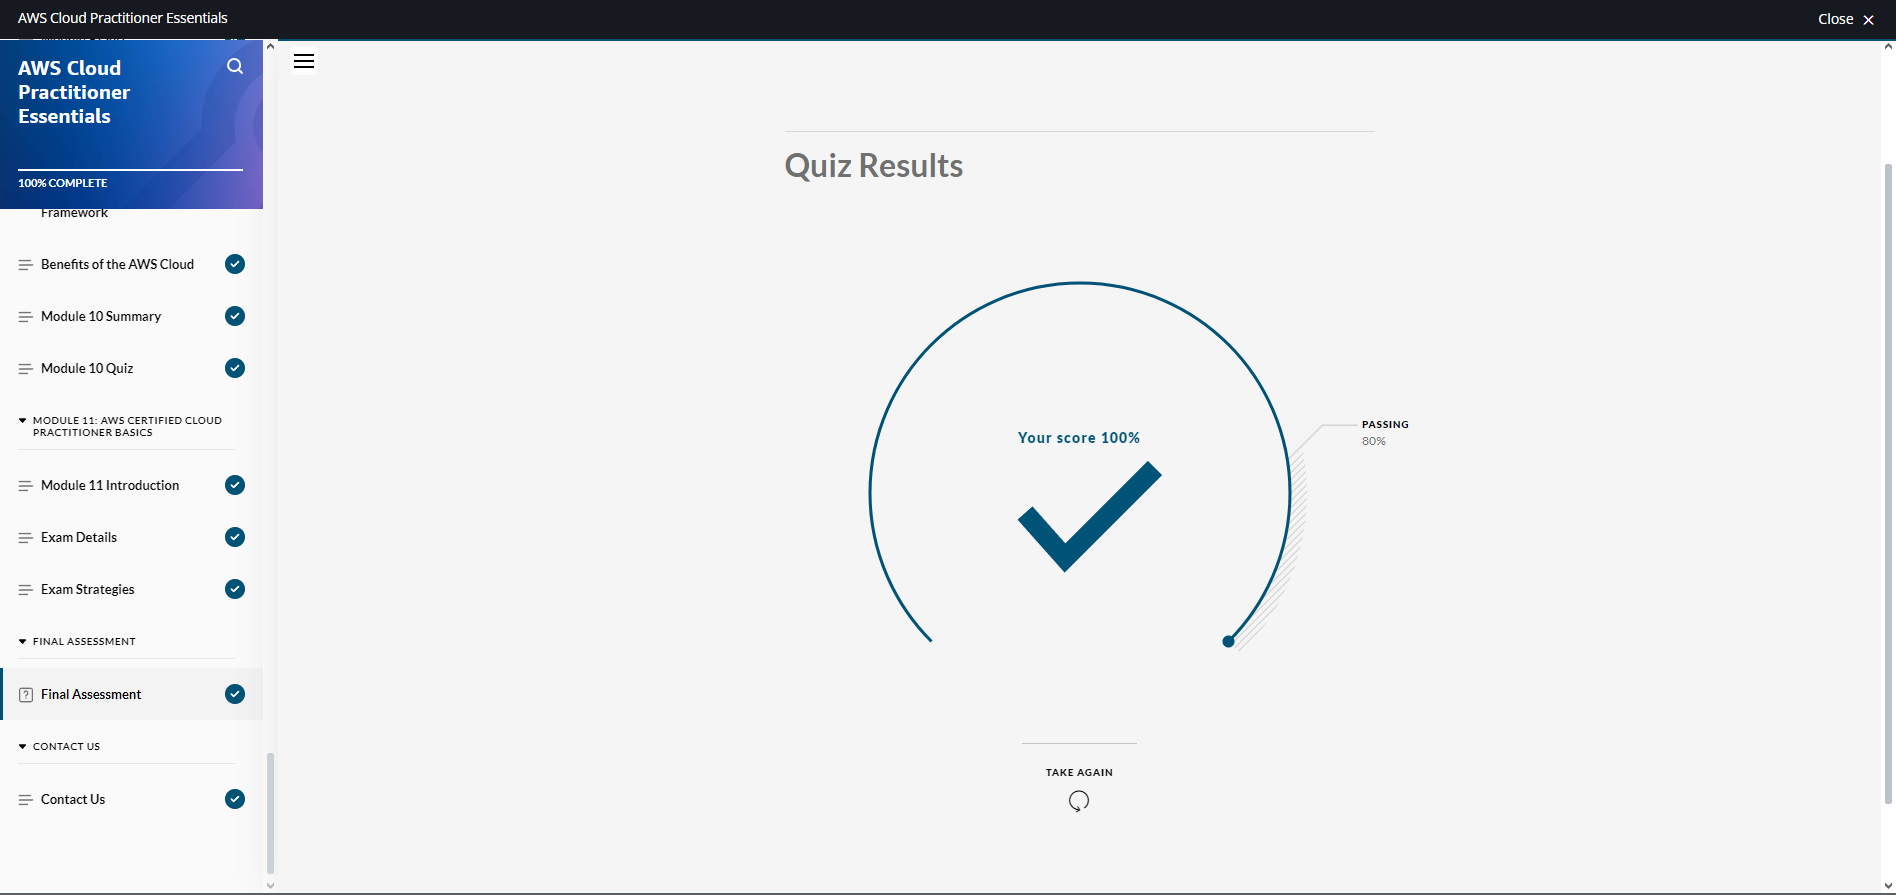 AWS Cloud Practitioner Essentials
Close
AWS Cloud
Practitioner
Essentials
100% COMPLETE
Framework
Benefits of the AWS Cloud
Module 10 Summary
Module 10 Quiz
MODULE 11: AWS CERTIFIED CLOUD
PRACTITIONER BASICS
Module 11 Introduction
Exam Details
Exam Strategies
FINAL ASSESSMENT
Final Assessment
CONTACT US
Contact Us
Quiz Results
Your score 100%
PASSING
80%
TAKE AGAIN